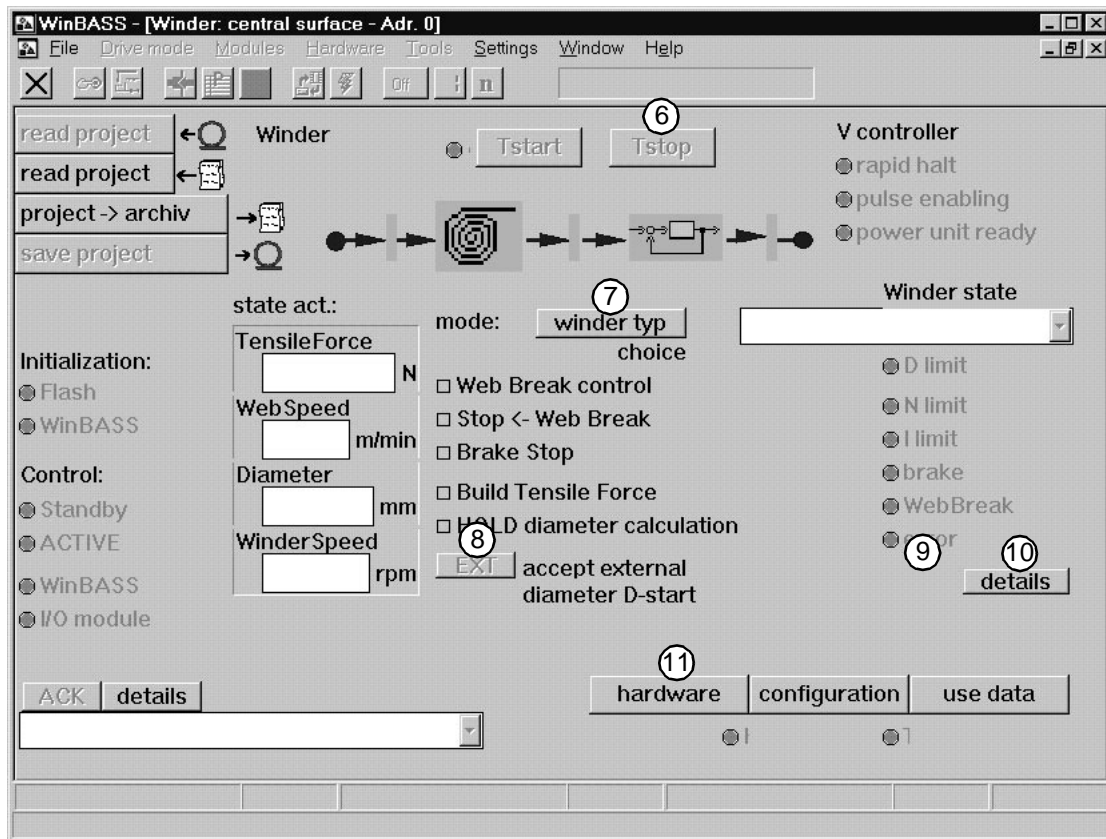 WinBASS - [Winder: central surface - Adr. 0]
File Drive mode Modules Hardware Tools Settings Window Help
Off n
read project
read project
project -> archiv
save project
Winder
Tstart
6
Tstop
V controller
rapid halt
pulse enabling
power unit ready
Initialization:
Flash
WinBASS
Control:
Standby
ACTIVE
WinBASS
I/O module
state act.:
TensileForce
N
WebSpeed
m/min
Diameter
mm
WinderSpeed
rpm
mode:
7
winder typ
choice
Web Break control
Stop <- Web Break
Brake Stop
Build Tensile Force
diameter calculation
8
EXT
accept external
diameter D-start
Winder state
D limit
N limit
I limit
brake
WebBreak
9
10
details
ACK details
11
hardware configuration use data